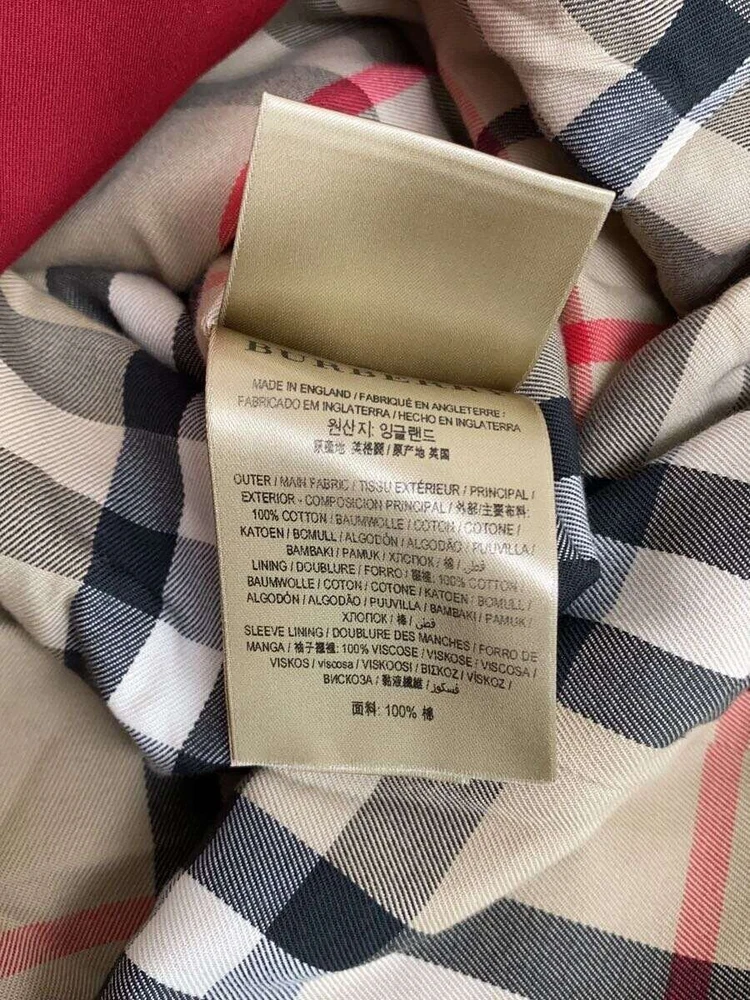 BURBERRY
MADE IN ENGLAND / FABRIQUÉ EN ANGLETERRE :
FABRICADO EM INGLATERRA / HECHO EN INGLATERRA
원산지: 잉글랜드
原産地 英格蘭 / 原产地 英国
OUTER / MAIN FABRIC / TISSU EXTÉRIEUR / PRINCIPAL /
EXTERIOR - COMPOSICION PRINCIPAL / 外部/主要布料:
100% COTTON / BAUMWOLLE / COTON / COTONE /
KATOEN / BOMULL / ALGODÓN / ALGODÃO / PUUVILLA /
BAMBAKI / PAMUK / ХЛОПОК / 棉 / قطن
LINING / DOUBLURE / FORRO / 襯裡: 100% COTTON
BAUMWOLLE / COTON / COTONE / KATOEN / BOMULL /
ALGODÓN / ALGODÃO / PUUVILLA / BAMBAKI / PAMUK /
ХЛОПОК / 棉 / قطن
SLEEVE LINING / DOUBLURE DES MANCHES / FORRO DE
MANGA / 袖子襯裡: 100% VISCOSE / VISKOSE / VISCOSA /
VISKOS / viscosa / VISKOOSI / ΒΙΣΚΟΖ / VİSKOZ /
ВИСКОЗА / 黏液纖維 / فسكوز
面料: 100% 棉